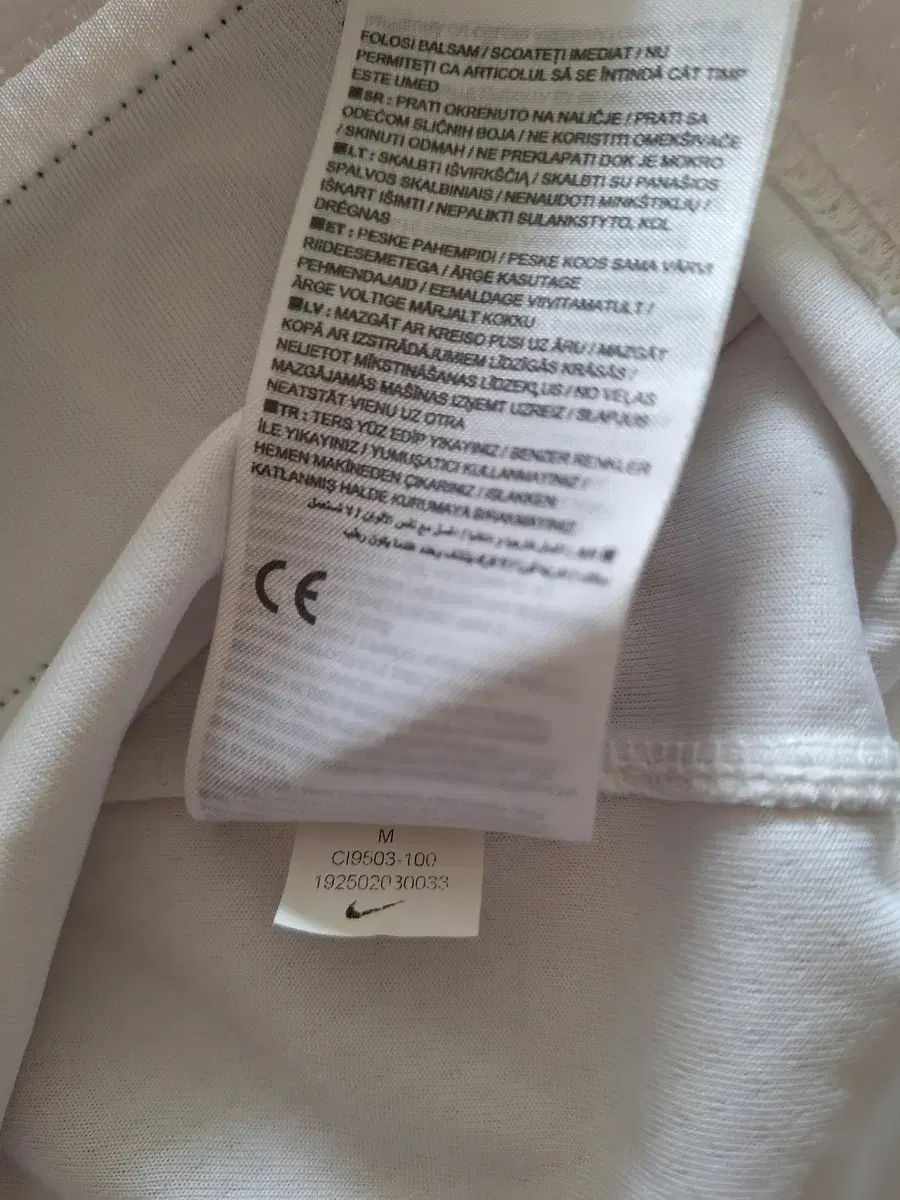 FOLOSI BALSAM / SCOATEȚI IMEDIAT / NU
PERMITEȚI CA ARTICOLUL SĂ SE ÎNTINDĂ CÂT TIMP
ESTE UMED
■SR : PRATI OKRENUTO NA NALIČJE / PRATI SA
ODEĆOM SLIČNIH BOJA / NE KORISTITI OMEKŠIVAČE
/ SKINUTI ODMAH / NE PREKLAPATI DOK JE MOKRO
■LT : SKALBTI IŠVIRKŠČIĄ / SKALBTI SU PANAŠIOS
SPALVOS SKALBINIAIS / NENAUDOTI MINKŠTIKLIŲ /
IŠKART IŠIMTI / NEPALIKTI SULANKSTYTO, KOL
DRĖGNAS
■ET : PESKE PAHEMPIDI / PESKE KOOS SAMA VÄRVI
RIIDEESEMETEGA / ÄRGE KASUTAGE
PEHMENDAJAID / EEMALDAGE VIIVITAMATULT /
ÄRGE VOLTIGE MÄRJALT KOKKU
■LV : MAZGĀT AR KREISO PUSI UZ ĀRU / MAZGĀT
KOPĀ AR IZSTRĀDĀJUMIEM LĪDZĪGĀS KRĀSĀS /
NELIETOT MĪKSTINĀŠANAS LĪDZEKĻUS / NO VEĻAS
MAZGĀJAMĀS MAŠĪNAS IZŅEMT UZREIZ / SLAPJUS
NEATSTĀT VIENU UZ OTRA
■TR : TERS YÜZ EDİP YIKAYINIZ / BENZER RENKLER
İLE YIKAYINIZ / YUMUŞATICI KULLANMAYINIZ /
HEMEN MAKİNEDEN ÇIKARINIZ / ISLAKKEN
KATLANMIŞ HALDE KURUMAYA BIRAKMAYINIZ
CE
M
CI9503-100
192502030033